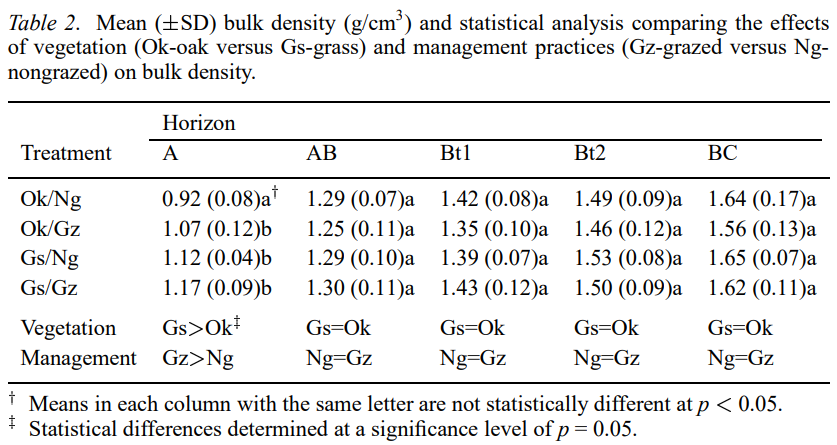 Table 2. Mean (±SD) bulk density (g/cm³) and statistical analysis comparing the effects
of vegetation (Ok-oak versus Gs-grass) and management practices (Gz-grazed versus Ng-
nongrazed) on bulk density.
Horizon
Treatment A AB Bt1 Bt2 BC
Ok/Ng 0.92 (0.08)a† 1.29 (0.07)a 1.42 (0.08)a 1.49 (0.09)a 1.64 (0.17)a
Ok/Gz 1.07 (0.12)b 1.25 (0.11)a 1.35 (0.10)a 1.46 (0.12)a 1.56 (0.13)a
Gs/Ng 1.12 (0.04)b 1.29 (0.10)a 1.39 (0.07)a 1.53 (0.08)a 1.65 (0.07)a
Gs/Gz 1.17 (0.09)b 1.30 (0.11)a 1.43 (0.12)a 1.50 (0.09)a 1.62 (0.11)a
Vegetation Gs>Ok‡ Gs=Ok Gs=Ok Gs=Ok Gs=Ok
Management Gz>Ng Ng=Gz Ng=Gz Ng=Gz Ng=Gz
† Means in each column with the same letter are not statistically different at p < 0.05.
‡ Statistical differences determined at a significance level of p = 0.05.